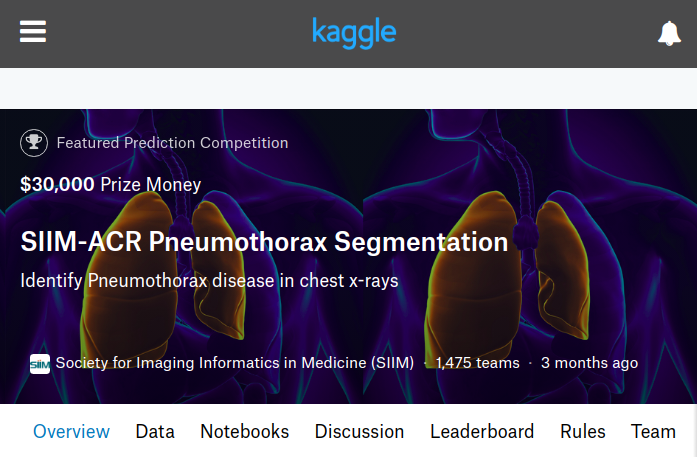 kaggle
Featured Prediction Competition
$30,000 Prize Money
SIIM-ACR Pneumothorax Segmentation
Identify Pneumothorax disease in chest x-rays
SIIM Society for Imaging Informatics in Medicine (SIIM) · 1,475 teams · 3 months ago
Overview Data Notebooks Discussion Leaderboard Rules Team